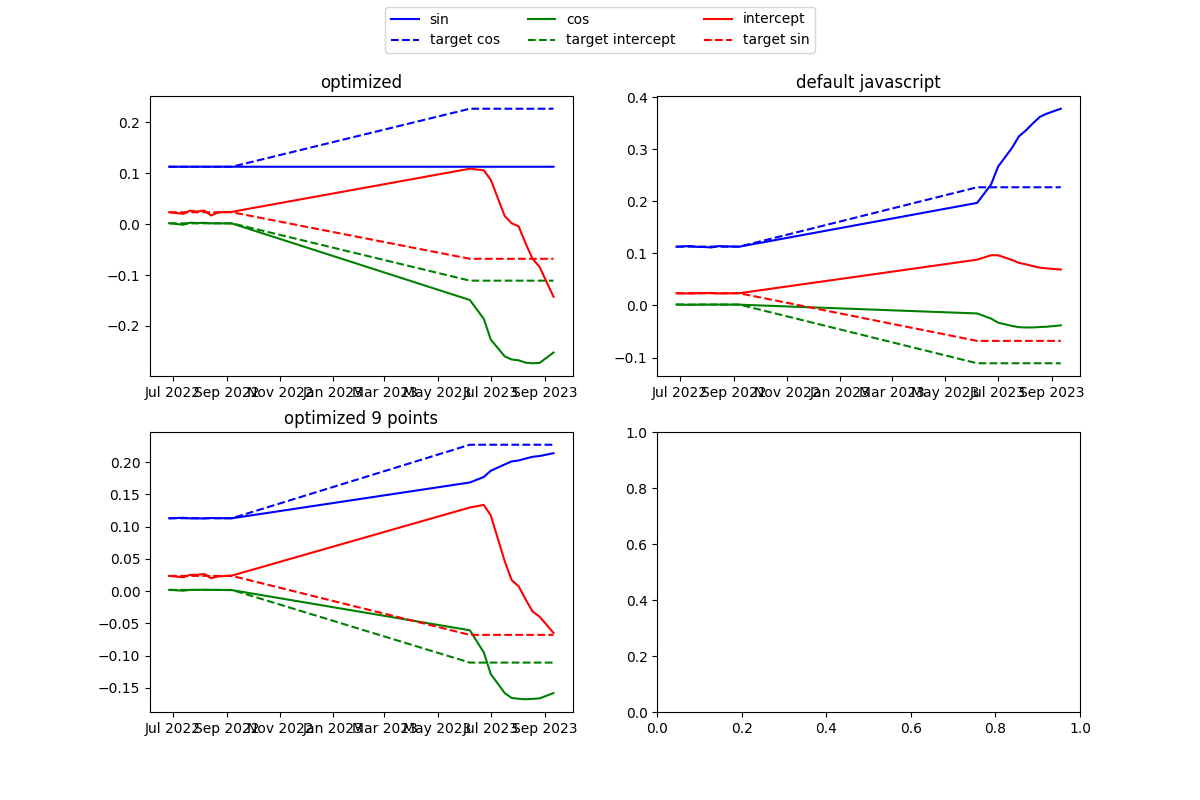 sin cos intercept
target cos target intercept target sin
optimized
0.2
0.1
0.0
−0.1
−0.2
Jul 2022 Sep 2022 Nov 2022 Jan 2023 Mar 2023 May 2023 Jul 2023 Sep 2023
default javascript
0.4
0.3
0.2
0.1
0.0
−0.1
Jul 2022 Sep 2022 Nov 2022 Jan 2023 Mar 2023 May 2023 Jul 2023 Sep 2023
optimized 9 points
0.20
0.15
0.10
0.05
0.00
−0.05
−0.10
−0.15
Jul 2022 Sep 2022 Nov 2022 Jan 2023 Mar 2023 May 2023 Jul 2023 Sep 2023
1.0
0.8
0.6
0.4
0.2
0.0
0.0 0.2 0.4 0.6 0.8 1.0